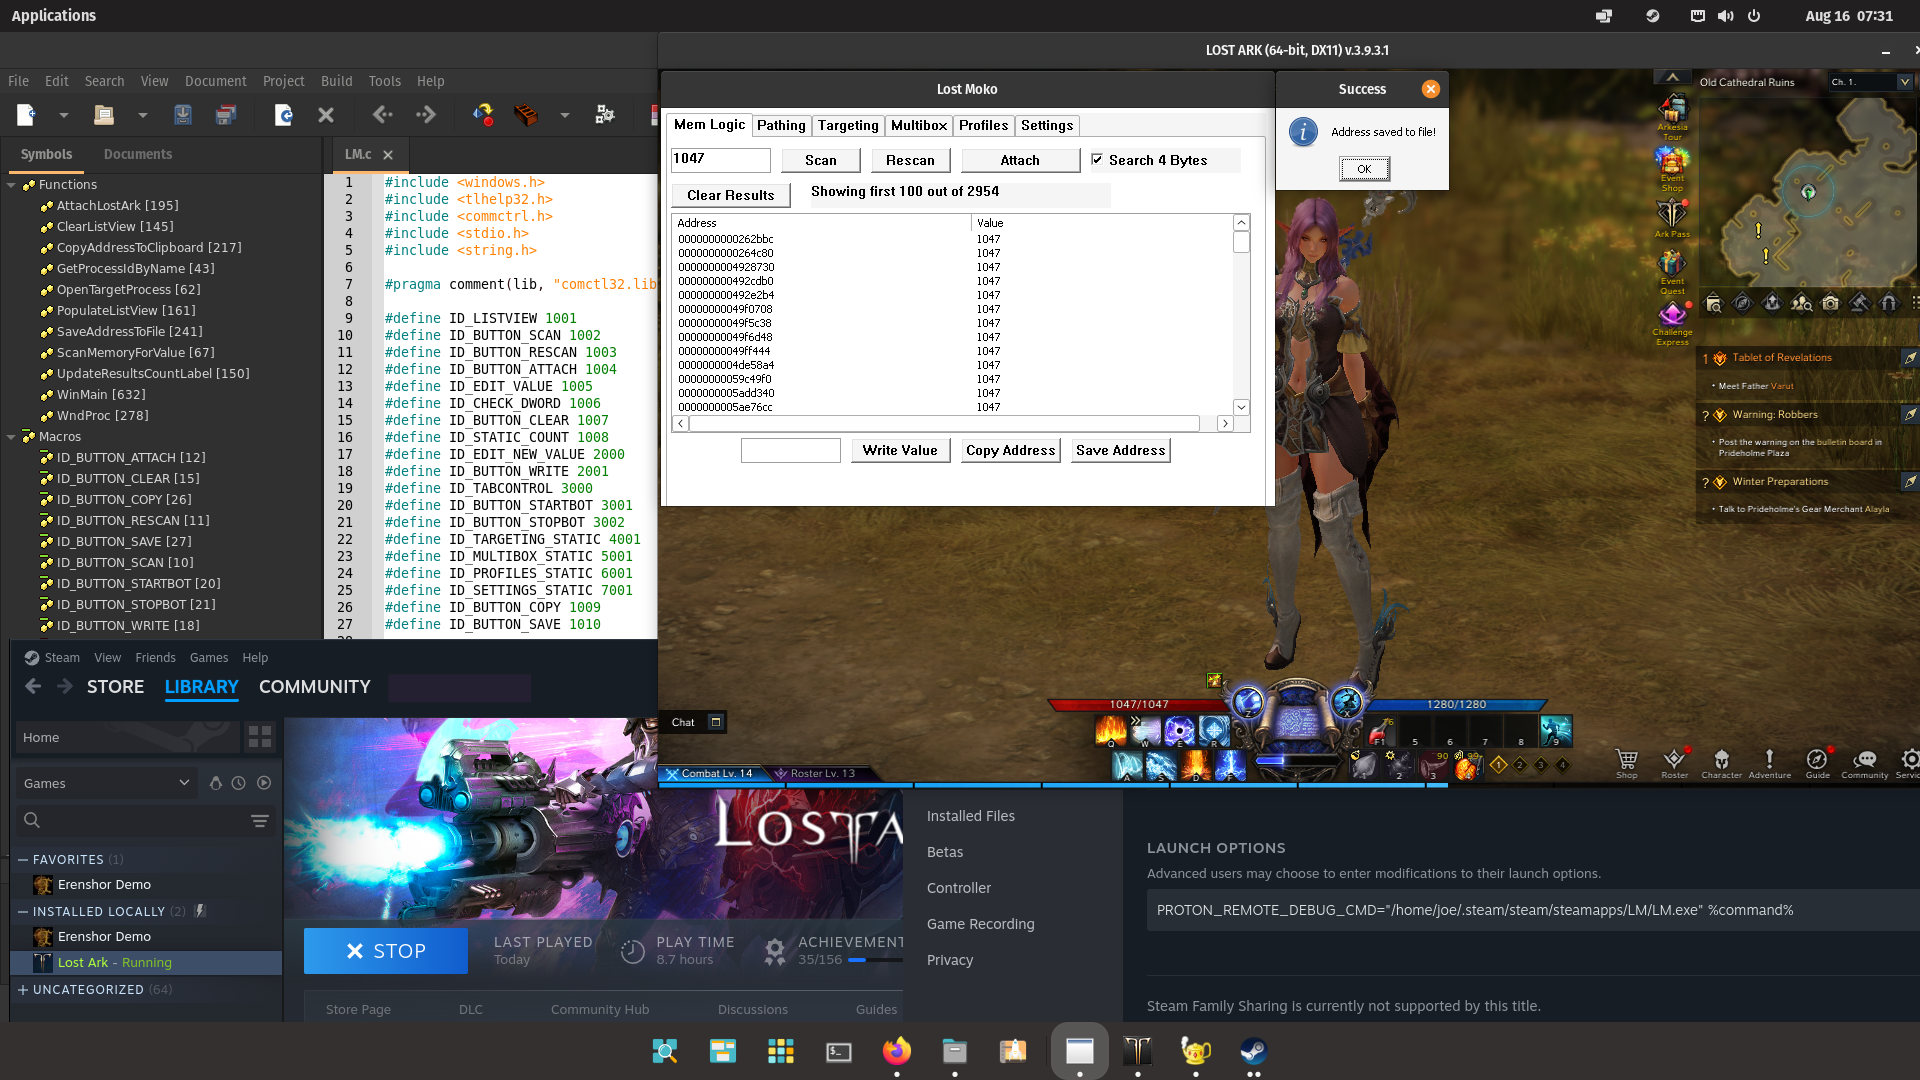 Applications
Aug 16 07:31
LOST ARK (64-bit, DX11) v.3.9.3.1
File Edit Search View Document Project Build Tools Help
Symbols Documents
LM.c
Functions
AttachLostArk [195]
ClearListView [145]
CopyAddressToClipboard [217]
GetProcessIdByName [43]
OpenTargetProcess [62]
PopulateListView [161]
SaveAddressToFile [241]
ScanMemoryForValue [67]
UpdateResultsCountLabel [150]
WinMain [632]
WndProc [278]
Macros
ID_BUTTON_ATTACH [12]
ID_BUTTON_CLEAR [15]
ID_BUTTON_COPY [26]
ID_BUTTON_RESCAN [11]
ID_BUTTON_SAVE [27]
ID_BUTTON_SCAN [10]
ID_BUTTON_STARTBOT [20]
ID_BUTTON_STOPBOT [21]
ID_BUTTON_WRITE [18]
1 #include <windows.h>
2 #include <tlhelp32.h>
3 #include <commctrl.h>
4 #include <stdio.h>
5 #include <string.h>
6
7 #pragma comment(lib, "comctl32.lib
8
9 #define ID_LISTVIEW 1001
10 #define ID_BUTTON_SCAN 1002
11 #define ID_BUTTON_RESCAN 1003
12 #define ID_BUTTON_ATTACH 1004
13 #define ID_EDIT_VALUE 1005
14 #define ID_CHECK_DWORD 1006
15 #define ID_BUTTON_CLEAR 1007
16 #define ID_STATIC_COUNT 1008
17 #define ID_EDIT_NEW_VALUE 2000
18 #define ID_BUTTON_WRITE 2001
19 #define ID_TABCONTROL 3000
20 #define ID_BUTTON_STARTBOT 3001
21 #define ID_BUTTON_STOPBOT 3002
22 #define ID_TARGETING_STATIC 4001
23 #define ID_MULTIBOX_STATIC 5001
24 #define ID_PROFILES_STATIC 6001
25 #define ID_SETTINGS_STATIC 7001
26 #define ID_BUTTON_COPY 1009
27 #define ID_BUTTON_SAVE 1010
Lost Moko
Mem Logic Pathing Targeting Multibox Profiles Settings
1047 Scan Rescan Attach Search 4 Bytes
Clear Results Showing first 100 out of 2954
Address Value
0000000000262bbc 1047
0000000000264c80 1047
0000000004928730 1047
000000000492cdb0 1047
000000000492e2b4 1047
00000000049f0708 1047
00000000049f5c38 1047
00000000049f6d48 1047
00000000049ff444 1047
0000000004de58a4 1047
00000000059c49f0 1047
0000000005add340 1047
0000000005ae76cc 1047
Write Value Copy Address Save Address
Success
Address saved to file!
OK
Old Cathedral Ruins
Ch. 1.
Arkesia
Tour
Event
Shop
Ark Pass
Event
Quest
Challenge
Express
1 Tablet of Revelations
• Meet Father Varut
? Warning: Robbers
• Post the warning on the bulletin board in
Prideholme Plaza
? Winter Preparations
• Talk to Prideholme's Gear Merchant Alayla
Chat
1047/1047
1280/1280
Z X
Q W E R F1 5 6 7 8 9
A S D F 1 2 3
76 90 99
1 2 3 4
Combat Lv. 14
Roster Lv. 13
Shop Roster Character Adventure Guide Community Servic
Steam View Friends Games Help
STORE LIBRARY COMMUNITY
Home
Games
FAVORITES (1)
Erenshor Demo
INSTALLED LOCALLY (2)
Erenshor Demo
Lost Ark - Running
UNCATEGORIZED (64)
LOST A
STOP
LAST PLAYED
Today
PLAY TIME
8.7 hours
ACHIEVEMENT
35/156
Store Page DLC Community Hub Discussions Guides
Installed Files
Betas
Controller
Game Recording
Privacy
LAUNCH OPTIONS
Advanced users may choose to enter modifications to their launch options.
PROTON_REMOTE_DEBUG_CMD="/home/joe/.steam/steam/steamapps/LM/LM.exe" %command%
Steam Family Sharing is currently not supported by this title.